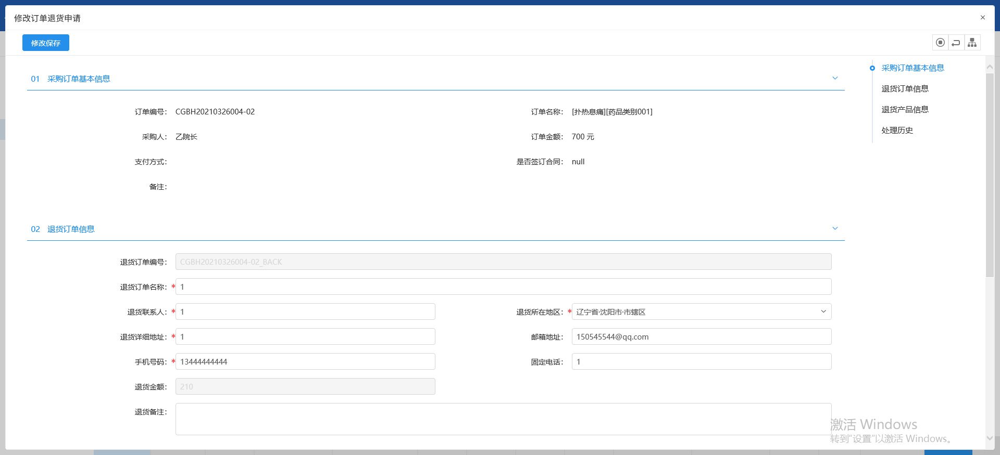 修改订单退货申请
修改保存
01 采购订单基本信息
采购订单基本信息
退货订单信息
退货产品信息
处理历史
订单编号： CGBH20210326004-02 订单名称： [扑热息痛][药品类别001]
采购人： 乙院长 订单金额： 700 元
支付方式： 是否签订合同： null
备注：
02 退货订单信息
退货订单编号： CGBH20210326004-02_BACK
退货订单名称：* 1
退货联系人：* 1 退货所在地区：* 辽宁省·沈阳市·市辖区
退货详细地址：* 1 邮箱地址： 150545544@qq.com
手机号码：* 13444444444 固定电话： 1
退货金额： 210
退货备注：
激活 Windows
转到“设置”以激活 Windows。